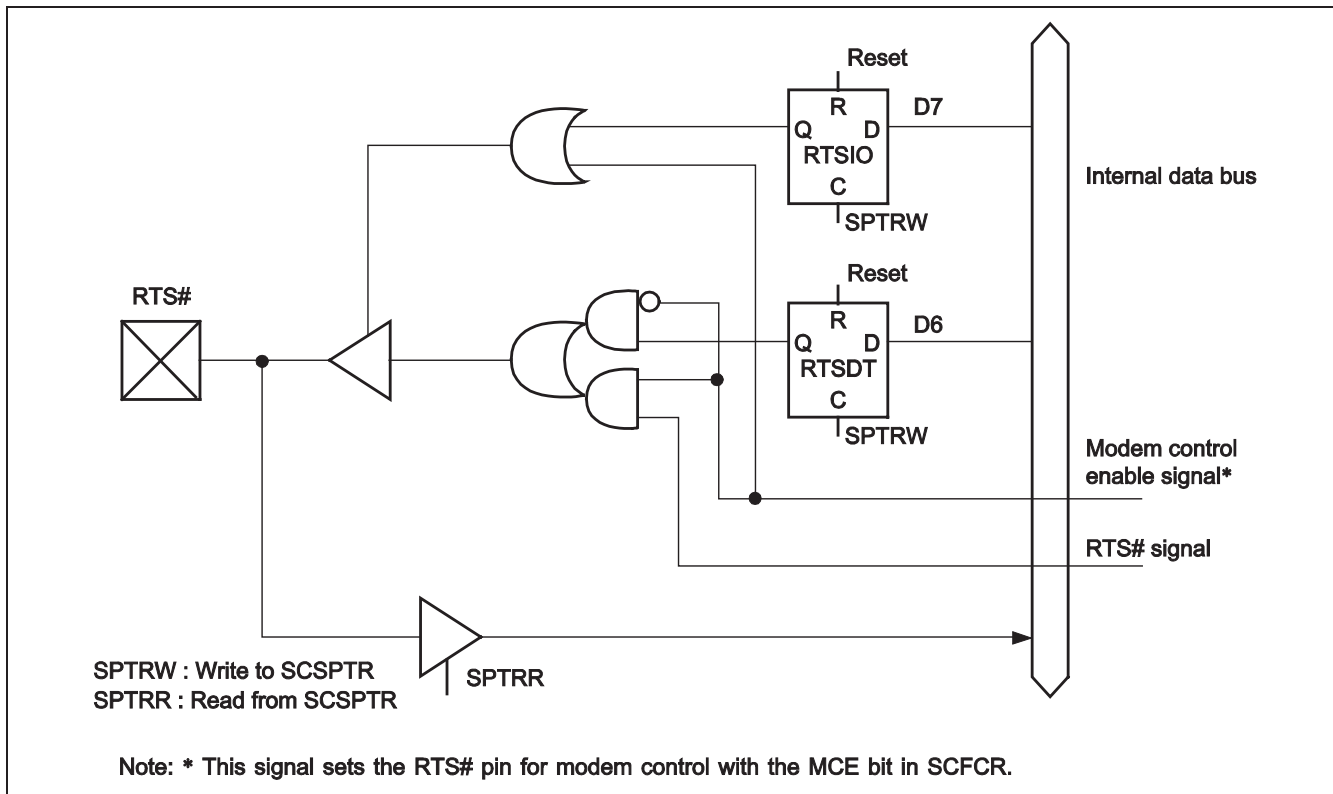 Reset
R
D7
Q D
RTSIO
C
SPTRW
Internal data bus
Reset
RTS#
R
D6
Q D
RTSDT
C
SPTRW
Modem control
enable signal*
RTS# signal
SPTRR
SPTRW : Write to SCSPTR
SPTRR : Read from SCSPTR
Note: * This signal sets the RTS# pin for modem control with the MCE bit in SCFCR.